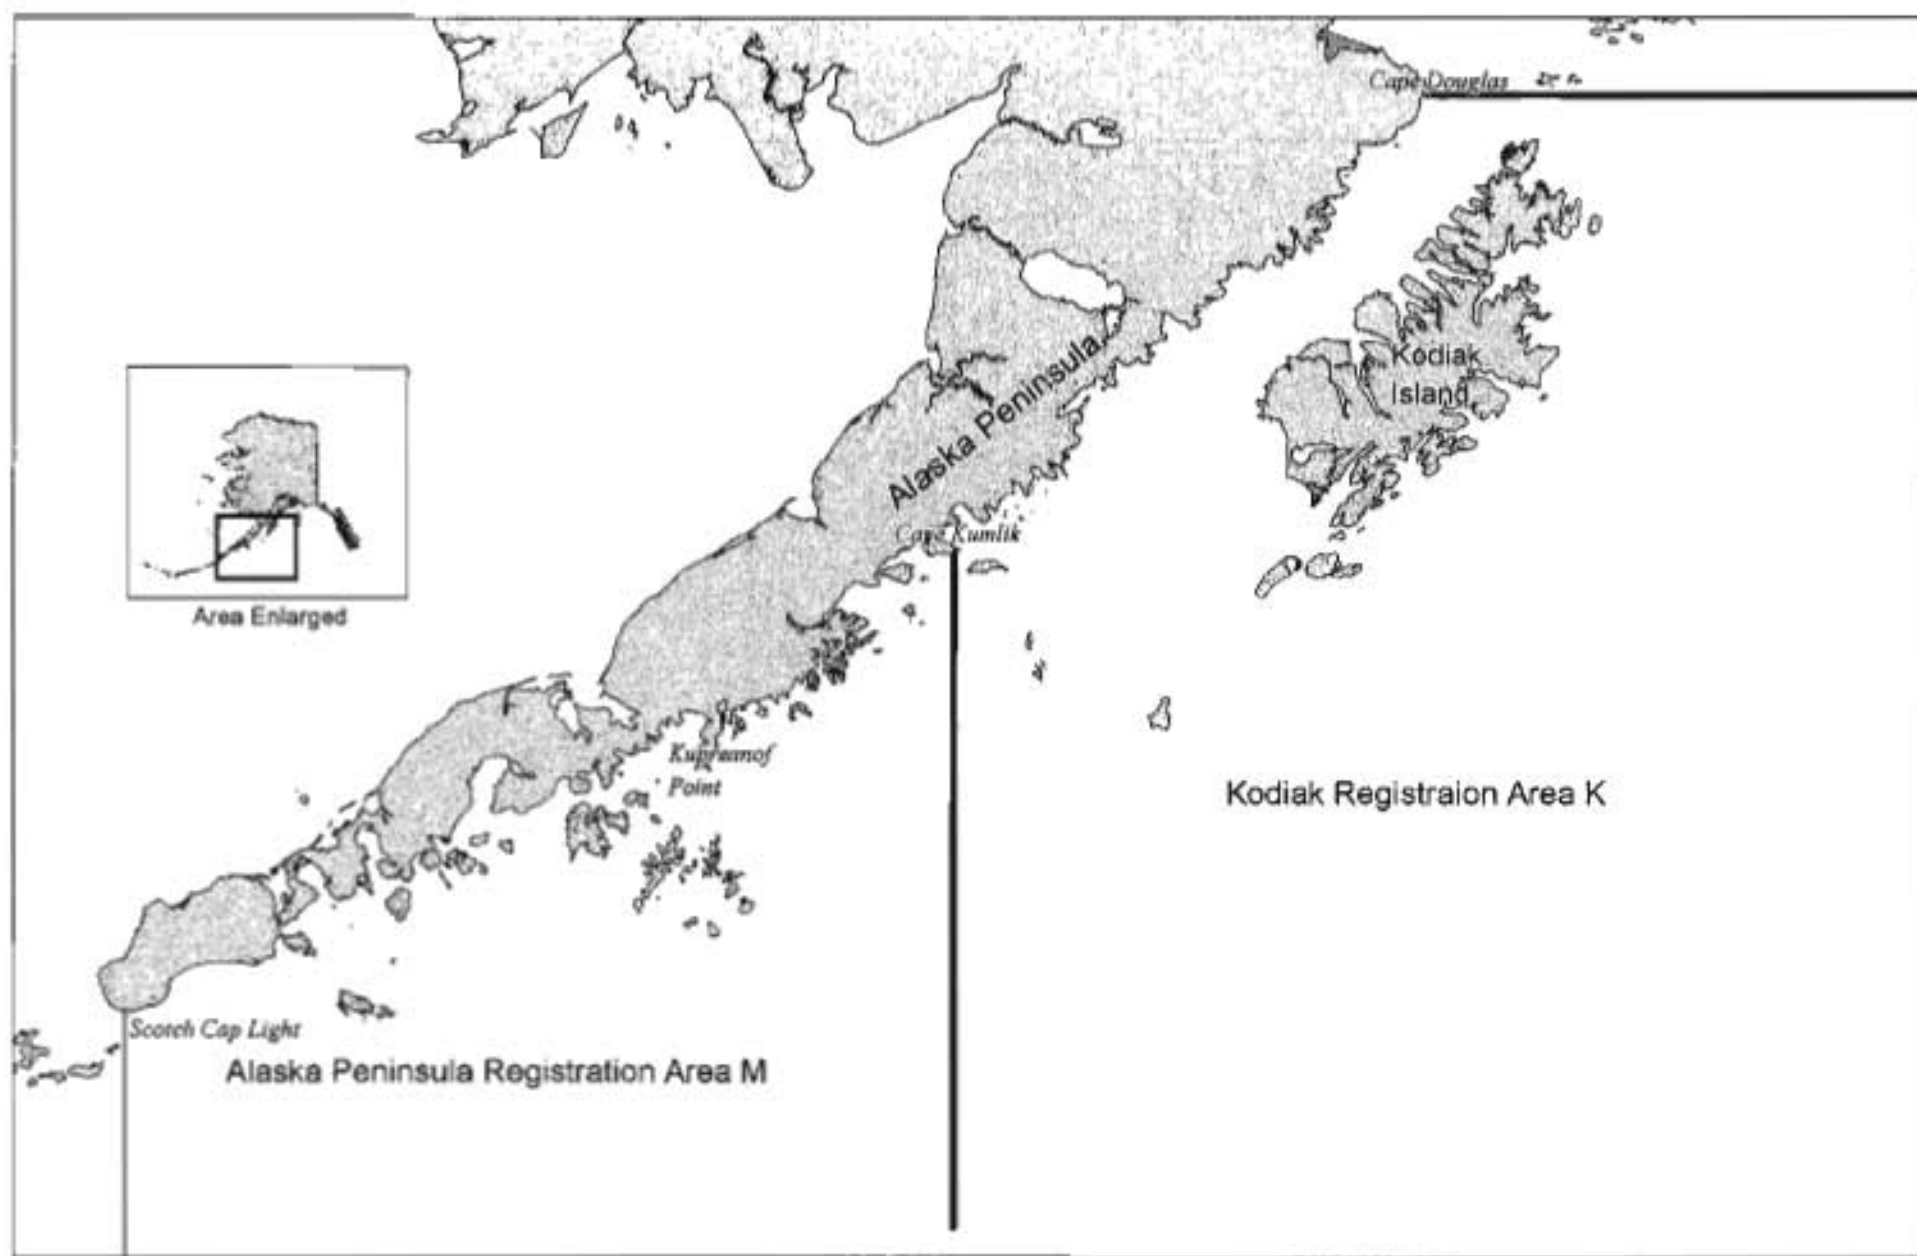 Cape Douglas
Kodiak
Island
Alaska Peninsula
Cape Kumlik
Area Enlarged
Kupreanof
Point
Kodiak Registraion Area K
Scotch Cap Light
Alaska Peninsula Registration Area M